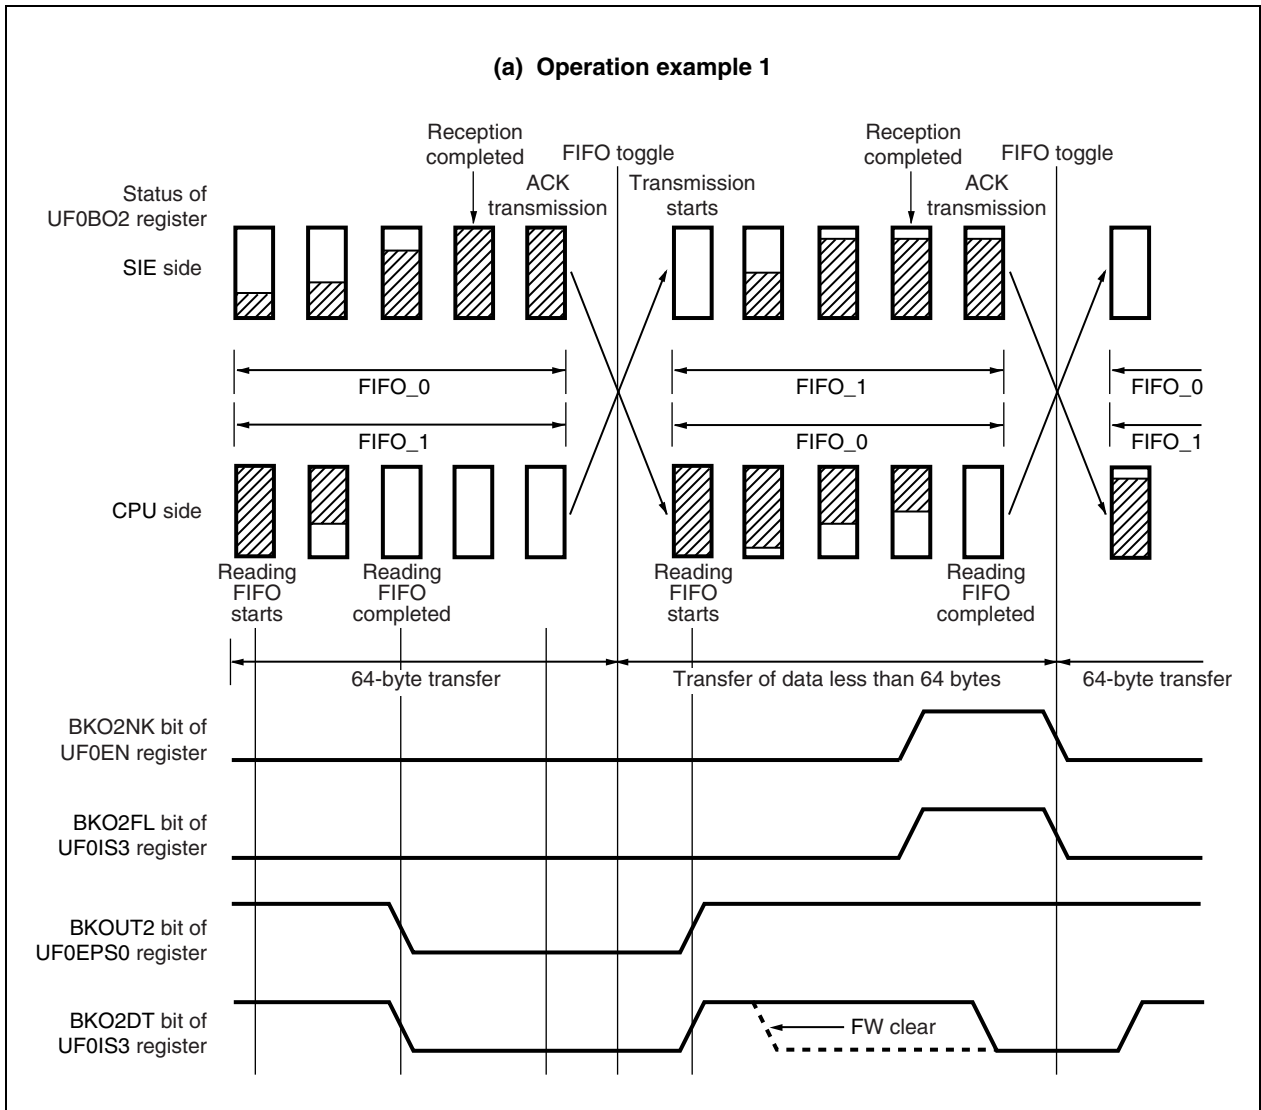 (a) Operation example 1
Reception
completed
FIFO toggle
Reception
completed
FIFO toggle
Status of
UF0BO2 register
ACK
transmission
Transmission
starts
ACK
transmission
SIE side
FIFO_0
FIFO_1
FIFO_0
FIFO_1
FIFO_0
FIFO_1
CPU side
Reading
FIFO
starts
Reading
FIFO
completed
Reading
FIFO
starts
Reading
FIFO
completed
64-byte transfer
Transfer of data less than 64 bytes
64-byte transfer
BKO2NK bit of
UF0EN register
BKO2FL bit of
UF0IS3 register
BKOUT2 bit of
UF0EPS0 register
BKO2DT bit of
UF0IS3 register
FW clear